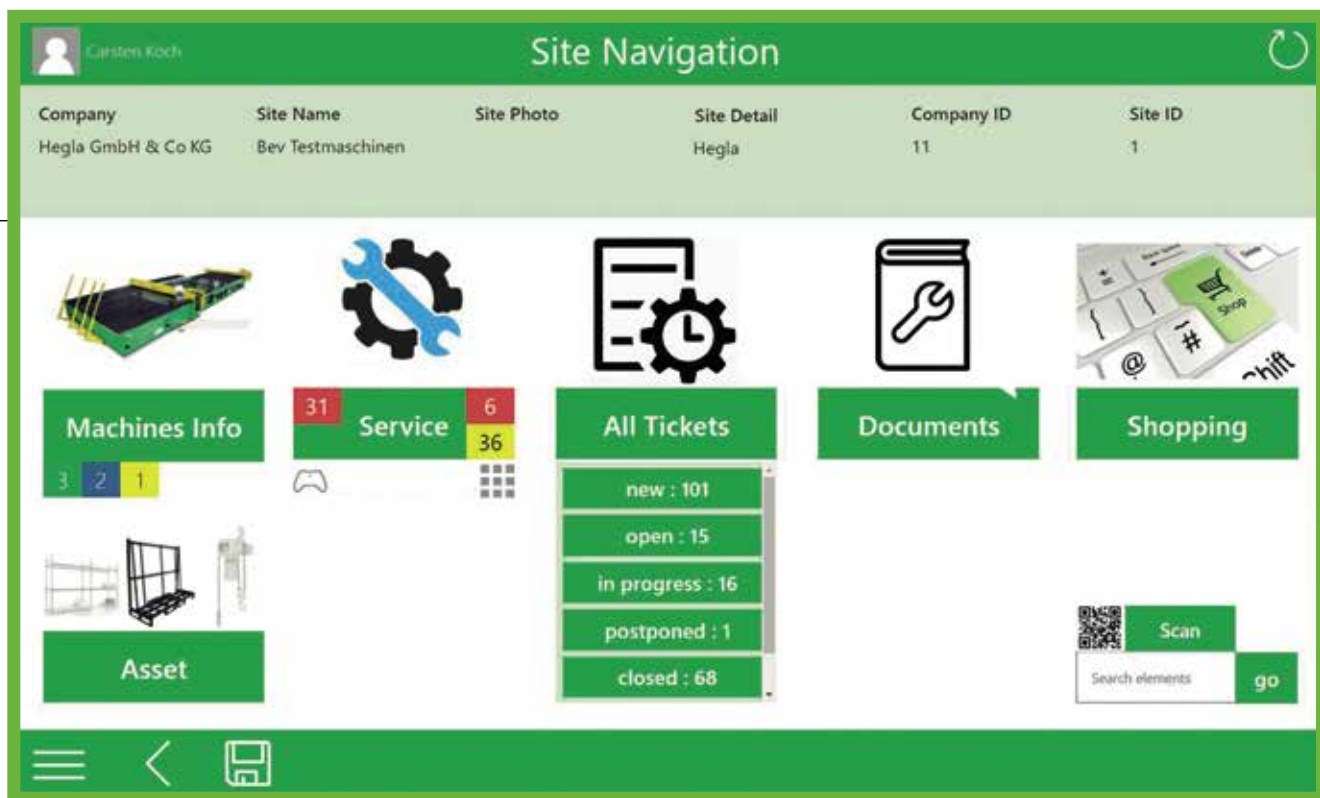 Carsten Koch
Site Navigation
Company
Site Name
Site Photo
Site Detail
Company ID
Site ID
Hegla GmbH & Co KG
Bev Testmaschinen
Hegla
11
1
Machines Info
3 2 1
31
Service
6
36
All Tickets
new : 101
open : 15
in progress : 16
postponed : 1
closed : 68
Documents
Shop
@
#
Shift
Shopping
Asset
Scan
Search elements
go